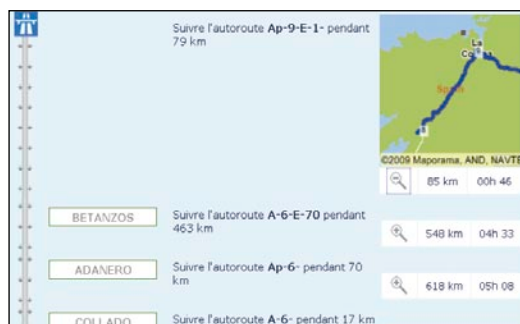 Suivre l'autoroute Ap-9-E-1- pendant
79 km
La
Spain
©2009 Maporama, AND, NAVTE
85 km 00h 46
BETANZOS
Suivre l'autoroute A-6-E-70 pendant
463 km
548 km 04h 33
ADANERO
Suivre l'autoroute Ap-6- pendant 70
km
618 km 05h 08
COLLADO
Suivre l'autoroute A-6- pendant 17 km